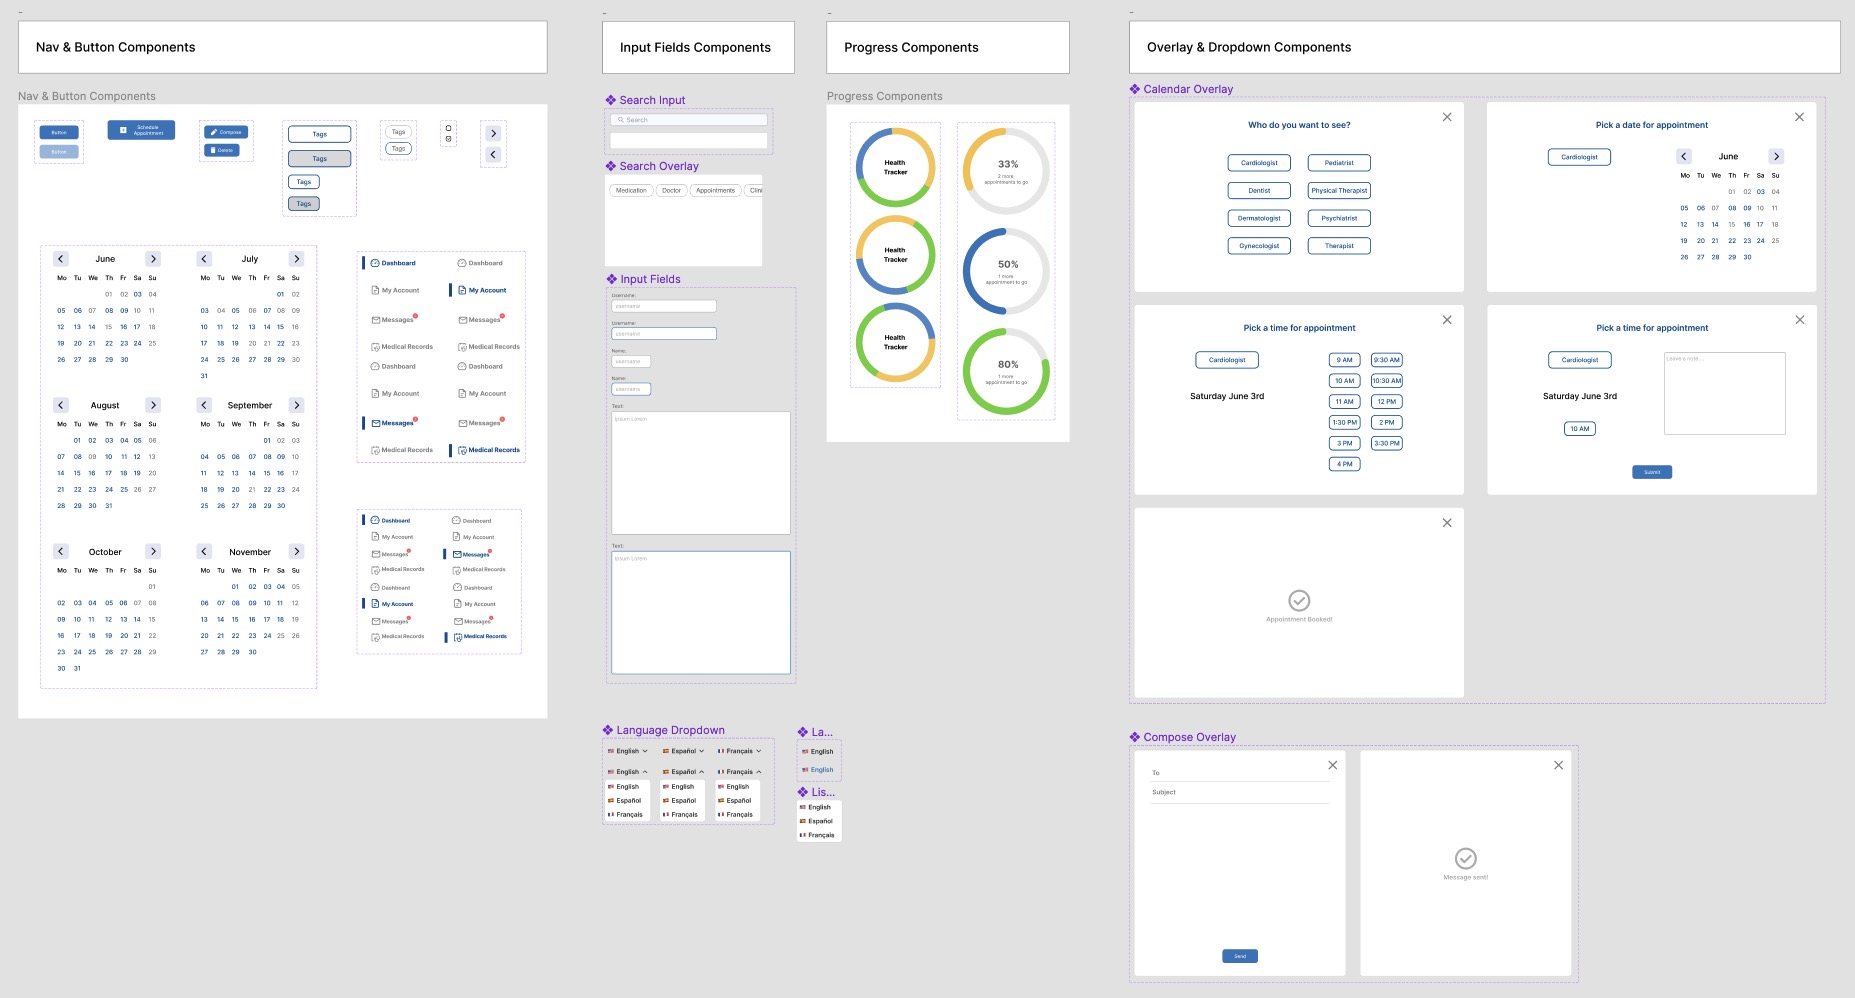 Nav & Button Components
Input Fields Components
Progress Components
Overlay & Dropdown Components
Nav & Button Components
Button
Button
Schedule
Appointment
Compose
Delete
Tags
Tags
Tags
Tags
Tags
Tags
June
Mo Tu We Th Fr Sa Su
01 02 03 04
05 06 07 08 09 10 11
12 13 14 15 16 17 18
19 20 21 22 23 24 25
26 27 28 29 30
July
Mo Tu We Th Fr Sa Su
01 02
03 04 05 06 07 08 09
10 11 12 13 14 15 16
17 18 19 20 21 22 23
24 25 26 27 28 29 30
31
August
Mo Tu We Th Fr Sa Su
01 02 03 04 05 06
07 08 09 10 11 12 13
14 15 16 17 18 19 20
21 22 23 24 25 26 27
28 29 30 31
September
Mo Tu We Th Fr Sa Su
01 02 03
04 05 06 07 08 09 10
11 12 13 14 15 16 17
18 19 20 21 22 23 24
25 26 27 28 29 30
October
Mo Tu We Th Fr Sa Su
01
02 03 04 05 06 07 08
09 10 11 12 13 14 15
16 17 18 19 20 21 22
23 24 25 26 27 28 29
30 31
November
Mo Tu We Th Fr Sa Su
01 02 03 04 05
06 07 08 09 10 11 12
13 14 15 16 17 18 19
20 21 22 23 24 25 26
27 28 29 30
Dashboard
My Account
Messages
Medical Records
Dashboard
My Account
Messages
Medical Records
Dashboard
My Account
Messages
Medical Records
Dashboard
My Account
Messages
Medical Records
Dashboard
My Account
Messages
Medical Records
Dashboard
My Account
Messages
Medical Records
Dashboard
My Account
Messages
Medical Records
Dashboard
My Account
Messages
Medical Records
Search Input
Search
Search Overlay
Medication
Doctor
Appointments
Clini
Input Fields
Username:
username
Username:
username
Name:
username
Name:
username
Text:
Ipsum Lorem
Text:
Ipsum Lorem
Language Dropdown
English
Español
Français
English
English
Español
Français
Español
English
Español
Français
Français
English
Español
Français
La...
English
English
Lis...
English
Español
Français
Progress Components
Health
Tracker
Health
Tracker
Health
Tracker
33%
2 more
appointments to go
50%
1 more
appointment to go
80%
1 more
appointment to go
Calendar Overlay
Who do you want to see?
Cardiologist
Pediatrist
Dentist
Physical Therapist
Dermatologist
Psychiatrist
Gynecologist
Therapist
Pick a date for appointment
Cardiologist
June
Mo Tu We Th Fr Sa Su
01 02 03 04
05 06 07 08 09 10 11
12 13 14 15 16 17 18
19 20 21 22 23 24 25
26 27 28 29 30
Pick a time for appointment
Cardiologist
Saturday June 3rd
9 AM
9:30 AM
10 AM
10:30 AM
11 AM
12 PM
1:30 PM
2 PM
3 PM
3:30 PM
4 PM
Pick a time for appointment
Cardiologist
Saturday June 3rd
10 AM
Leave a note...
Submit
Appointment Booked!
Compose Overlay
To
Subject
Send
Message sent!